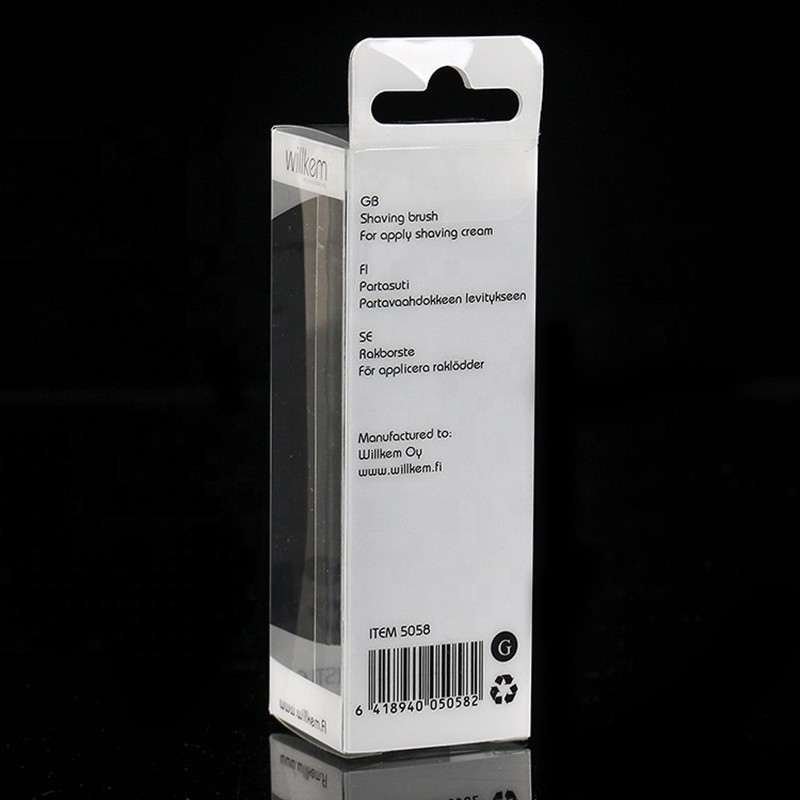 willkem
GB
Shaving brush
For apply shaving cream
FI
Partasuti
Partavaahdokkeen levitykseen
SE
Rakborste
För applicera raklödder
Manufactured to:
Willkem Oy
www.willkem.fi
ITEM 5058
G
6 418940 050582
www.willkem.fi